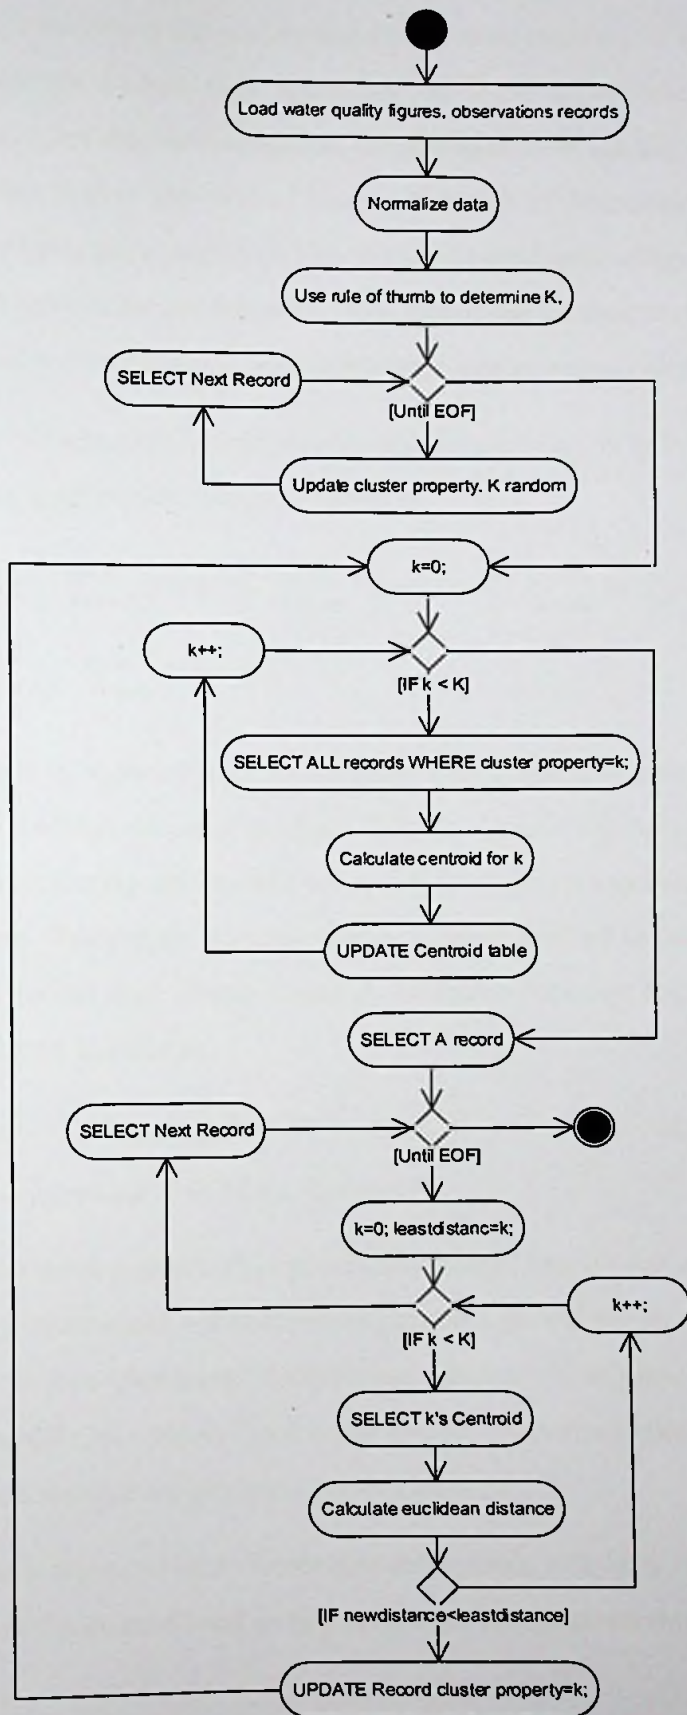 Load water quality figures, observations records
Normalize data
Use rule of thumb to determine K,
SELECT Next Record
[Until EOF]
Update cluster property. K random
k=0;
k++;
[IF k < K]
SELECT ALL records WHERE cluster property=k;
Calculate centroid for k
UPDATE Centroid table
SELECT A record
SELECT Next Record
[Until EOF]
k=0; leastdistanc=k;
k++;
[IF k < K]
SELECT k's Centroid
Calculate euclidean distance
[IF newdistance<leastdistance]
UPDATE Record cluster property=k;